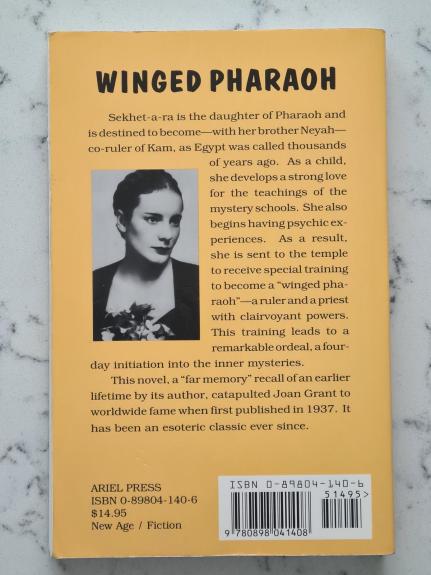 WINGED PHARAOH
Sekhet-a-ra is the daughter of Pharaoh and
is destined to become—with her brother Neyah—
co-ruler of Kam, as Egypt was called thousands
of years ago. As a child,
she develops a strong love
for the teachings of the
mystery schools. She also
begins having psychic ex-
periences. As a result,
she is sent to the temple
to receive special training
to become a "winged pha-
raoh"—a ruler and a priest
with clairvoyant powers.
This training leads to a
remarkable ordeal, a four-
day initiation into the inner mysteries.
This novel, a "far memory" recall of an earlier
lifetime by its author, catapulted Joan Grant to
worldwide fame when first published in 1937. It
has been an esoteric classic ever since.
ARIEL PRESS
ISBN 0-89804-140-6
$14.95
New Age / Fiction
ISBN 0-89804-140-6
51495>
9 780898 041408